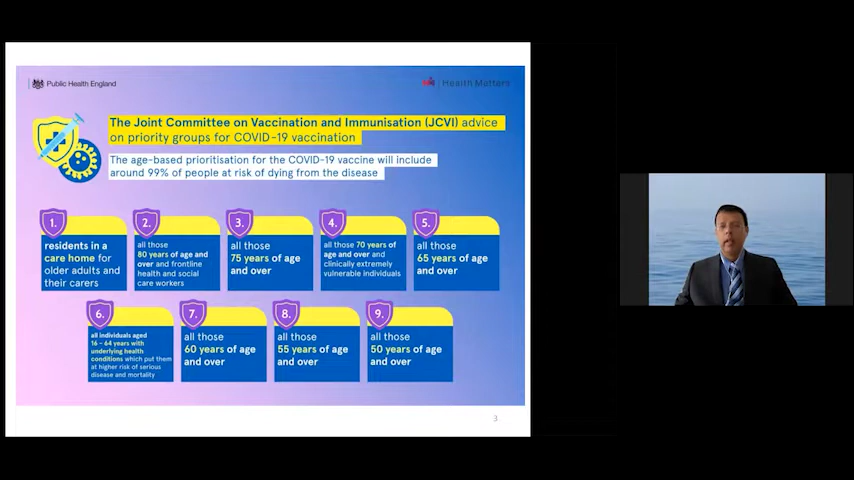 Public Health England
Health Matters
The Joint Committee on Vaccination and Immunisation (JCVI) advice
on priority groups for COVID-19 vaccination
The age-based prioritisation for the COVID-19 vaccine will include
around 99% of people at risk of dying from the disease
1.
residents in a
care home for
older adults and
their carers
2.
all those
80 years of age and
over and frontline
health and social
care workers
3.
all those
75 years of age
and over
4.
all those 70 years of
age and over and
clinically extremely
vulnerable individuals
5.
all those
65 years of age
and over
6.
all individuals aged
16 - 64 years with
underlying health
conditions which put them
at higher risk of serious
disease and mortality
7.
all those
60 years of age
and over
8.
all those
55 years of age
and over
9.
all those
50 years of age
and over
3